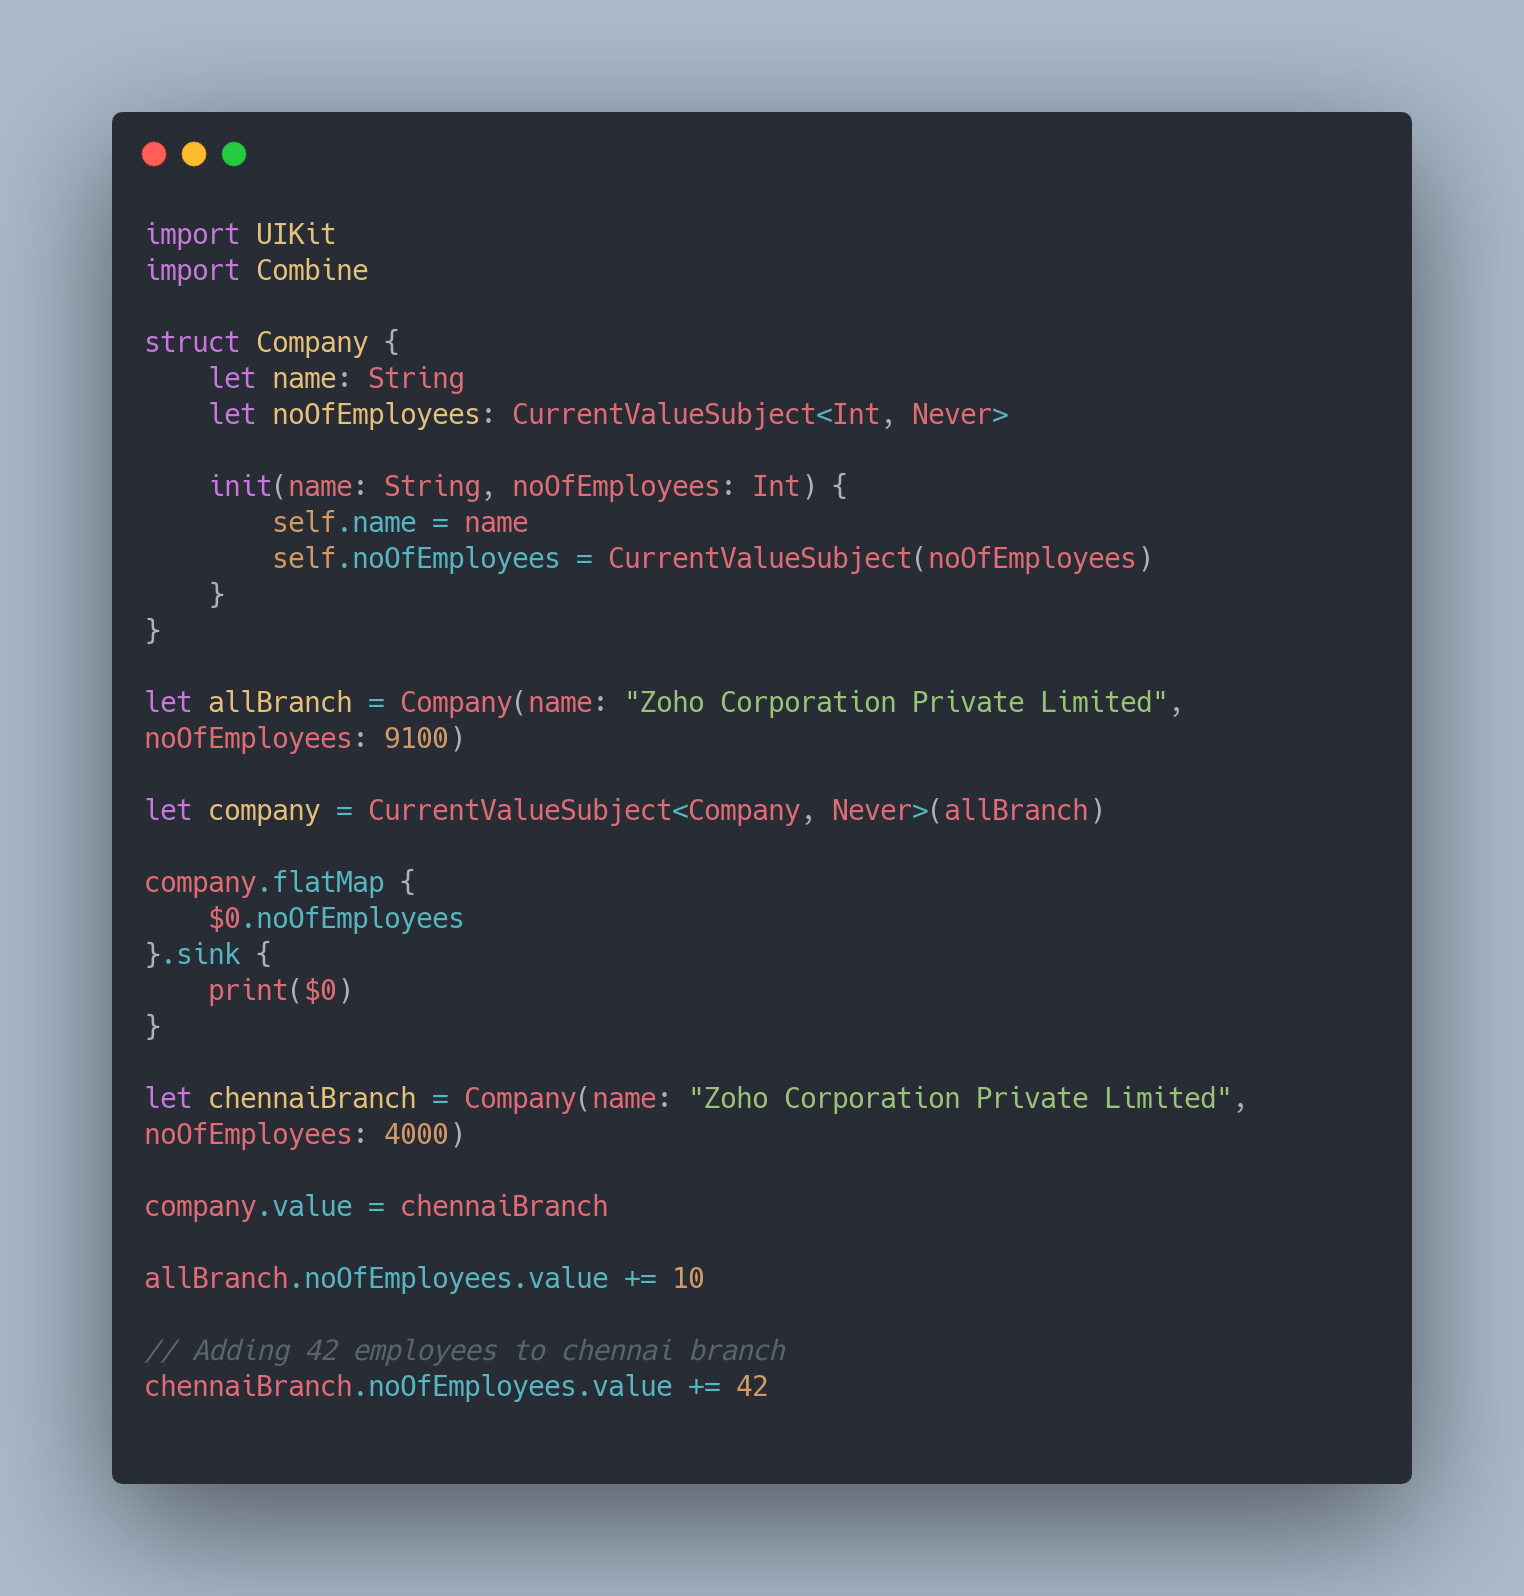 import UIKit
import Combine

struct Company {
    let name: String
    let noOfEmployees: CurrentValueSubject<Int, Never>

    init(name: String, noOfEmployees: Int) {
        self.name = name
        self.noOfEmployees = CurrentValueSubject(noOfEmployees)
    }
}

let allBranch = Company(name: "Zoho Corporation Private Limited",
noOfEmployees: 9100)

let company = CurrentValueSubject<Company, Never>(allBranch)

company.flatMap {
    $0.noOfEmployees
}.sink {
    print($0)
}

let chennaiBranch = Company(name: "Zoho Corporation Private Limited",
noOfEmployees: 4000)

company.value = chennaiBranch

allBranch.noOfEmployees.value += 10

// Adding 42 employees to chennai branch
chennaiBranch.noOfEmployees.value += 42